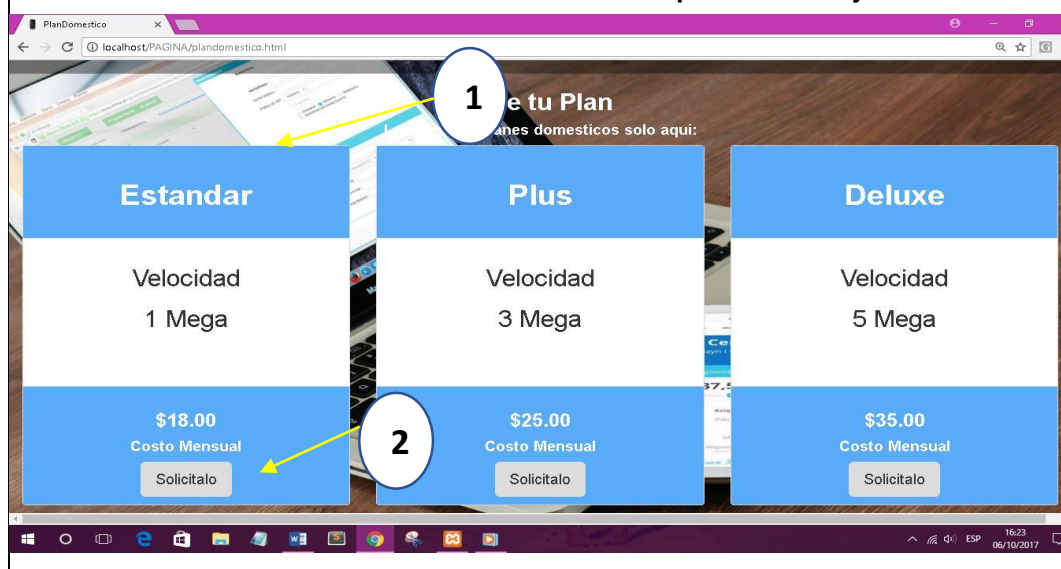 PlanDomestico
localhost/PAGINA/plandomestico.html
1
e tu Plan
anes domesticos solo aqui:
Estandar
Velocidad
1 Mega
$18.00
Costo Mensual
Solicitalo
2
Plus
Velocidad
3 Mega
$25.00
Costo Mensual
Solicitalo
Deluxe
Velocidad
5 Mega
$35.00
Costo Mensual
Solicitalo
ESP
16:23
06/10/2017